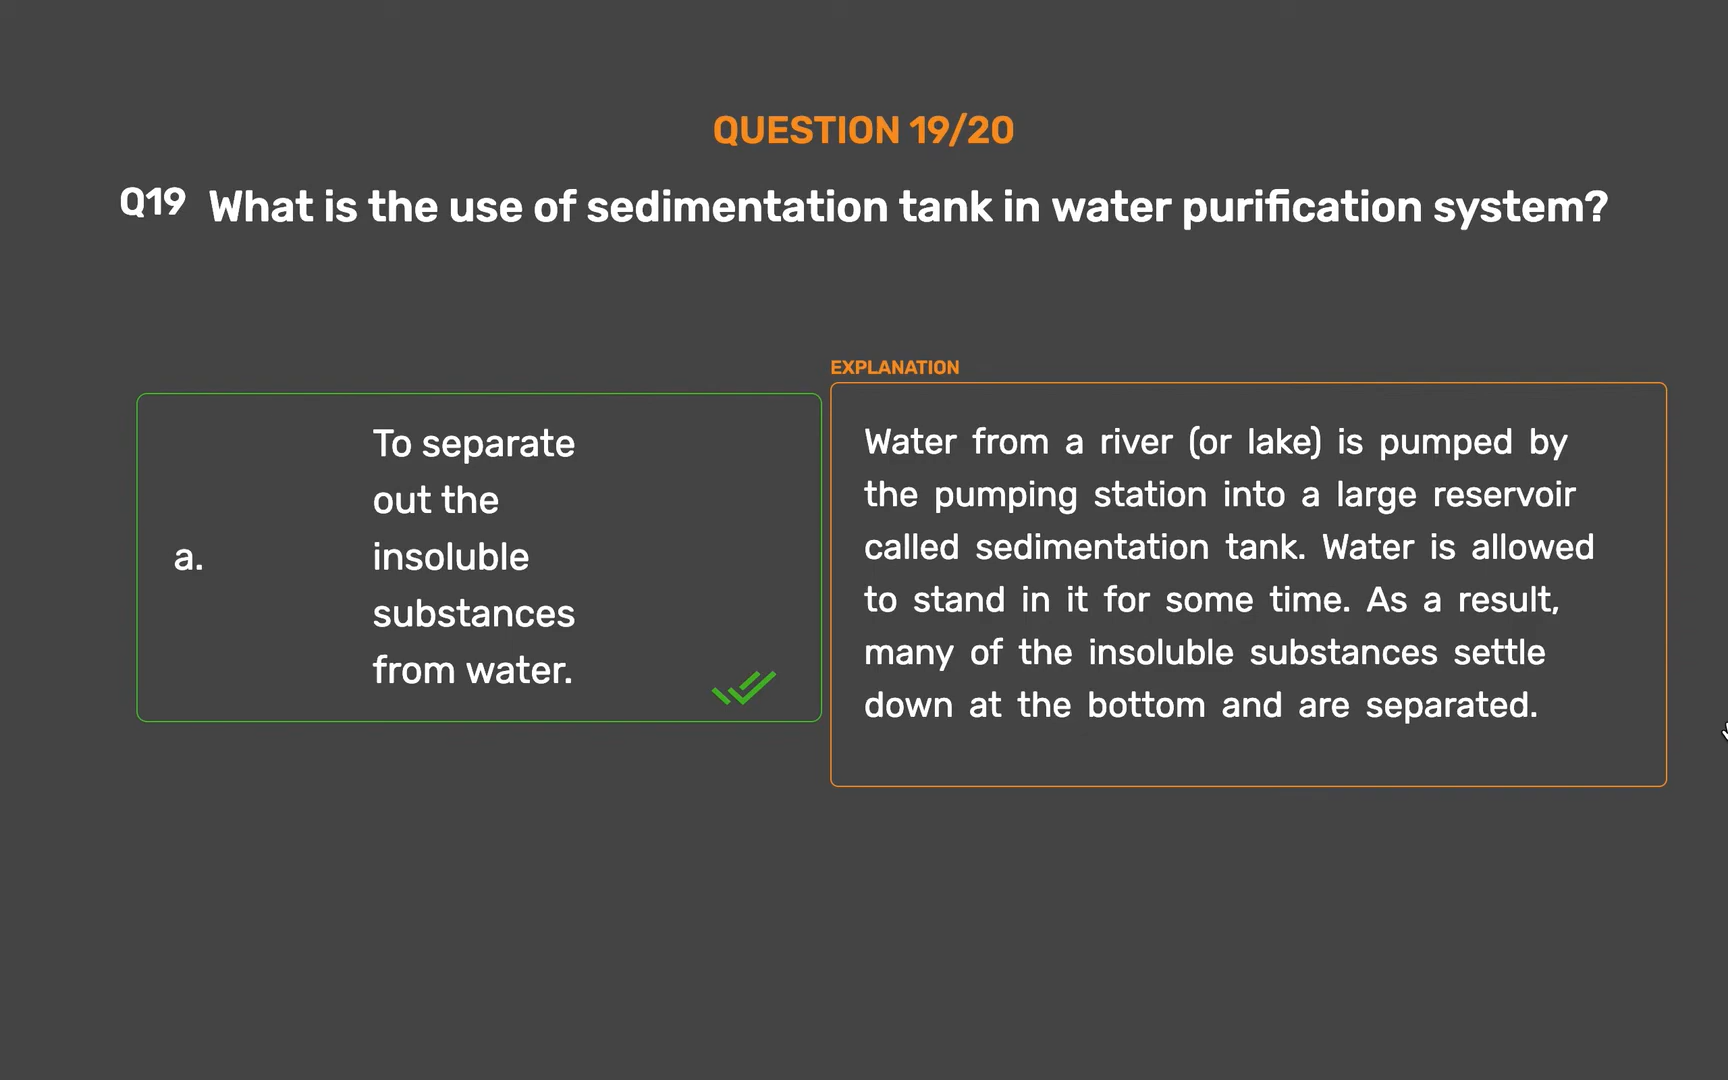 QUESTION 19/20
Q19 What is the use of sedimentation tank in water purification system?
a.
To separate
out the
insoluble
substances
from water.
EXPLANATION
Water from a river (or lake) is pumped by
the pumping station into a large reservoir
called sedimentation tank. Water is allowed
to stand in it for some time. As a result,
many of the insoluble substances settle
down at the bottom and are separated.